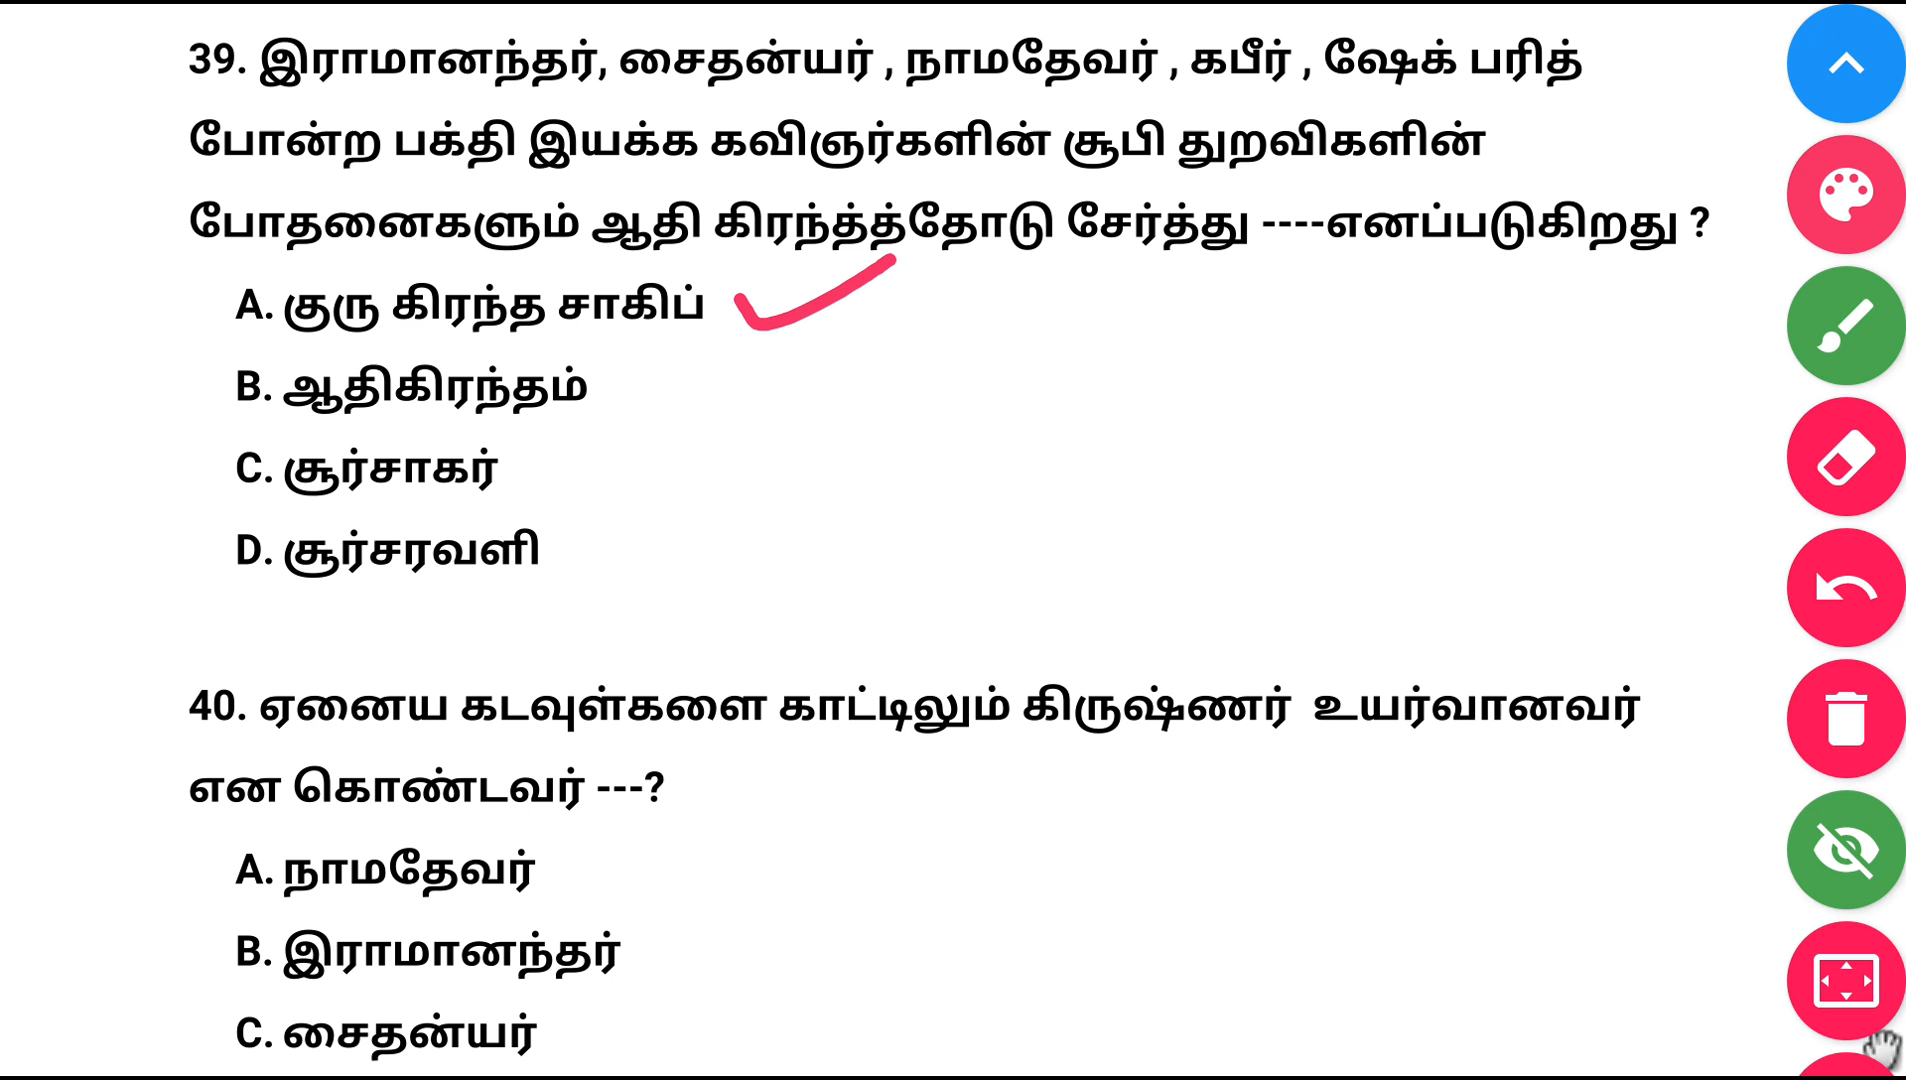 39. இராமானந்தர், சைதன்யர் , நாமதேவர் , கபீர் , ஷேக் பரித்
போன்ற பக்தி இயக்க கவிஞர்களின் சூபி துறவிகளின்
போதனைகளும் ஆதி கிரந்த்த்தோடு சேர்த்து ----எனப்படுகிறது ?
A. குரு கிரந்த சாகிப்
B. ஆதிகிரந்தம்
C. சூர்சாகர்
D. சூர்சரவளி
40. ஏனைய கடவுள்களை காட்டிலும் கிருஷ்ணர் உயர்வானவர்
என கொண்டவர் ---?
A. நாமதேவர்
B. இராமானந்தர்
C. சைதன்யர்